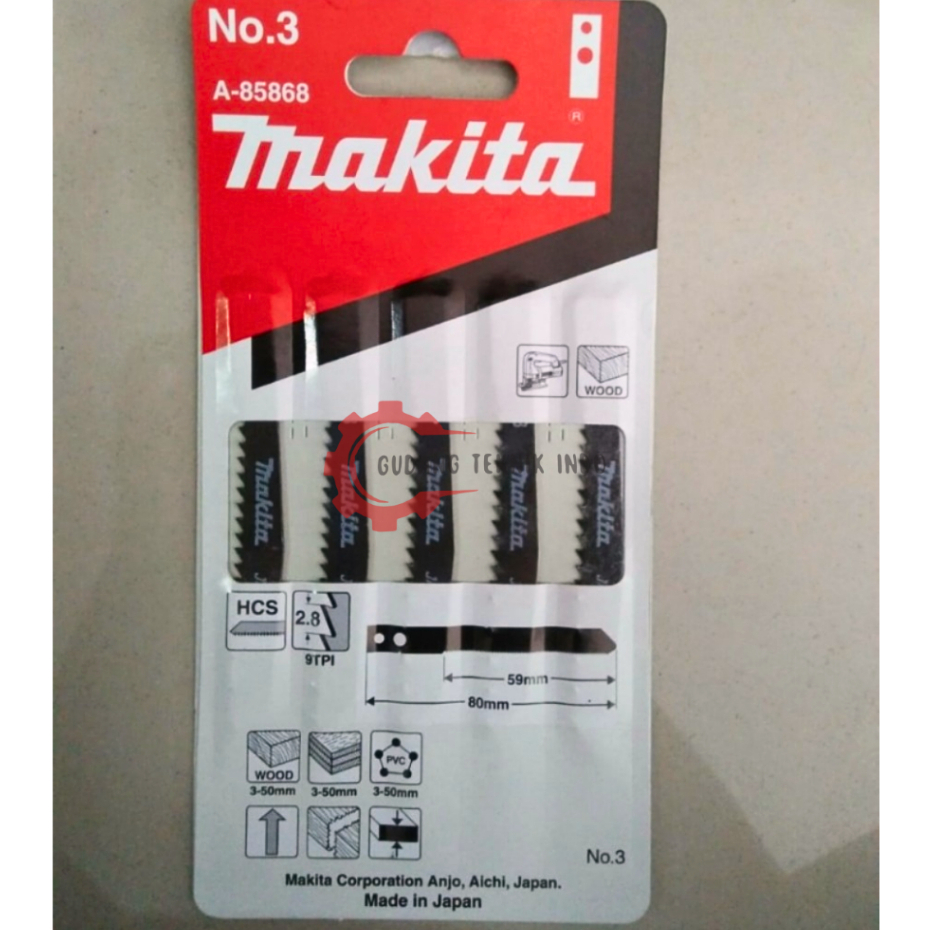 No.3
A-85868
makita
®
WOOD
makita makita makita makita makita
HCS
2.8
9TPI
59mm
80mm
PVC
WOOD
3-50mm 3-50mm 3-50mm
No.3
Makita Corporation Anjo, Aichi, Japan.
Made in Japan